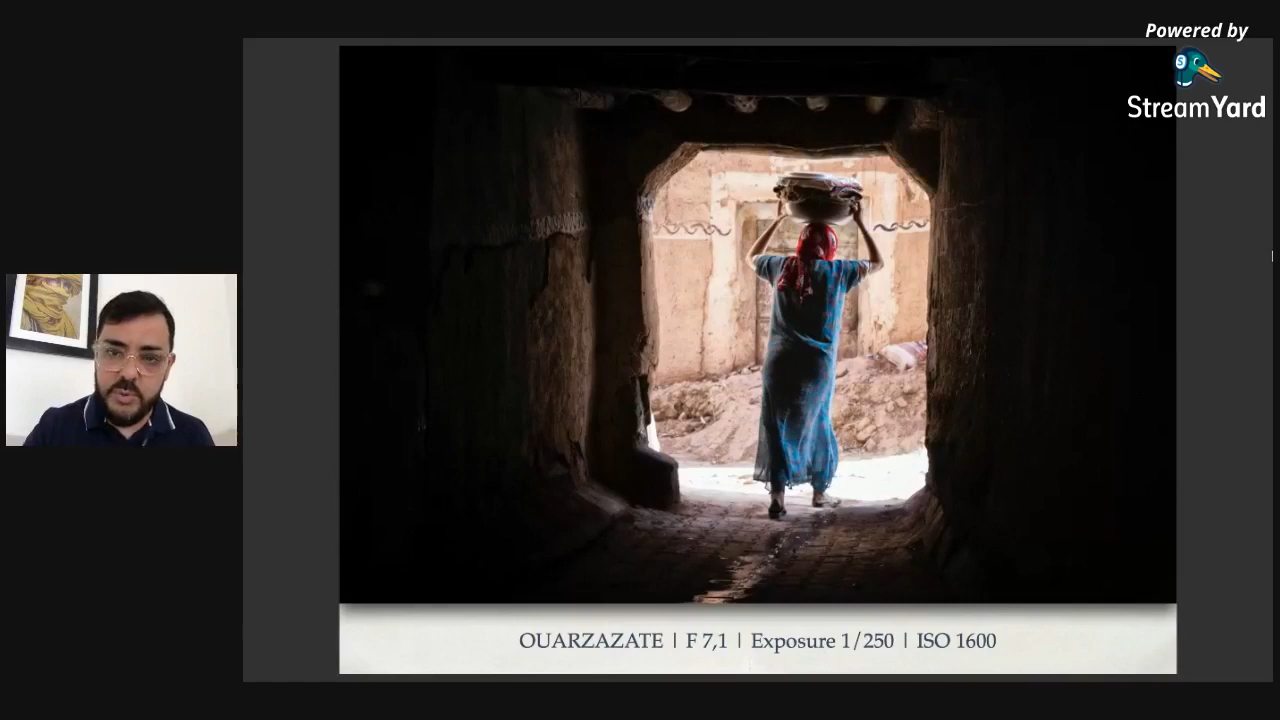 Powered by
StreamYard
OUARZAZATE | F 7,1 | Exposure 1/250 | ISO 1600